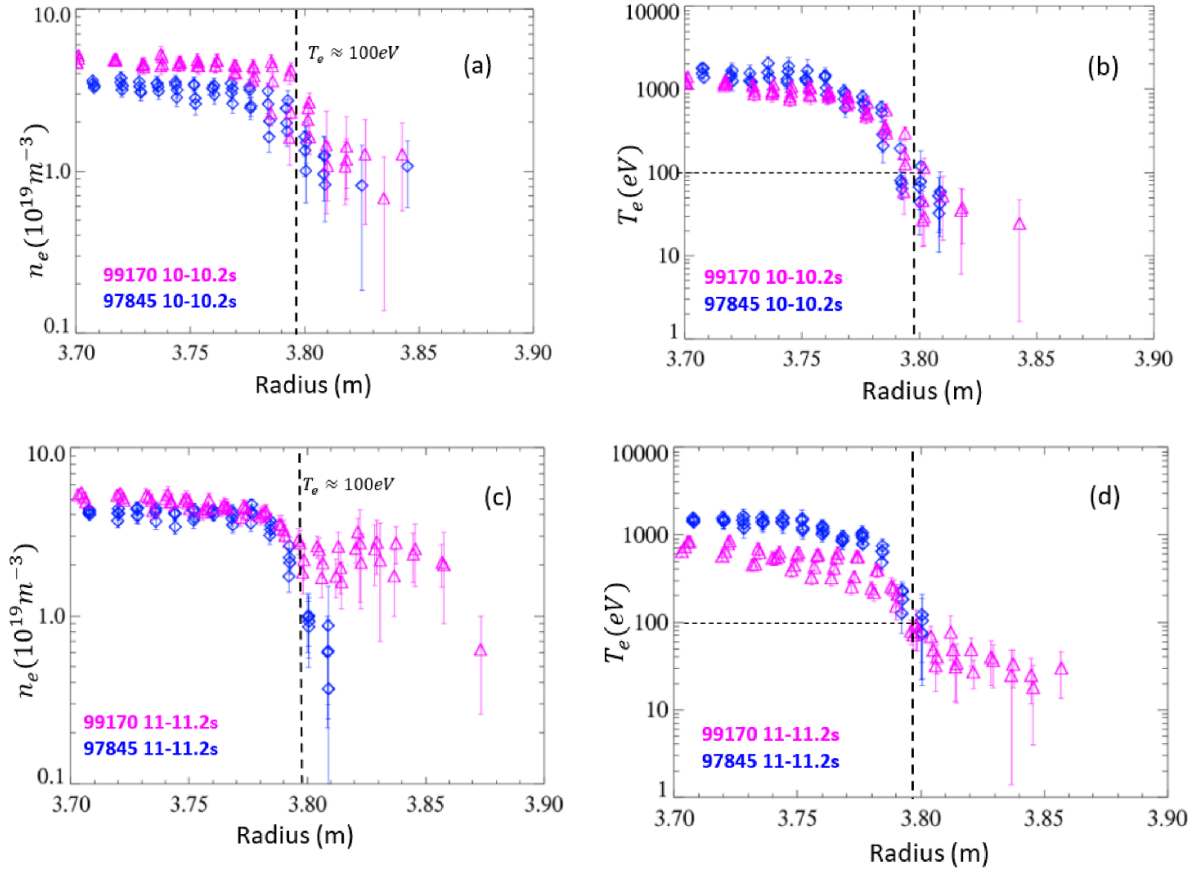 10.0
n_e(10^19 m^−3)
1.0
0.1
T_e ≈ 100eV
(a)
99170 10-10.2s
97845 10-10.2s
3.70 3.75 3.80 3.85 3.90
Radius (m)
10000
1000
T_e(eV)
100
10
1
(b)
99170 10-10.2s
97845 10-10.2s
3.70 3.75 3.80 3.85 3.90
Radius (m)
10.0
n_e(10^19 m^−3)
1.0
0.1
T_e ≈ 100eV
(c)
99170 11-11.2s
97845 11-11.2s
3.70 3.75 3.80 3.85 3.90
Radius (m)
10000
1000
T_e(eV)
100
10
1
(d)
99170 11-11.2s
97845 11-11.2s
3.70 3.75 3.80 3.85 3.90
Radius (m)